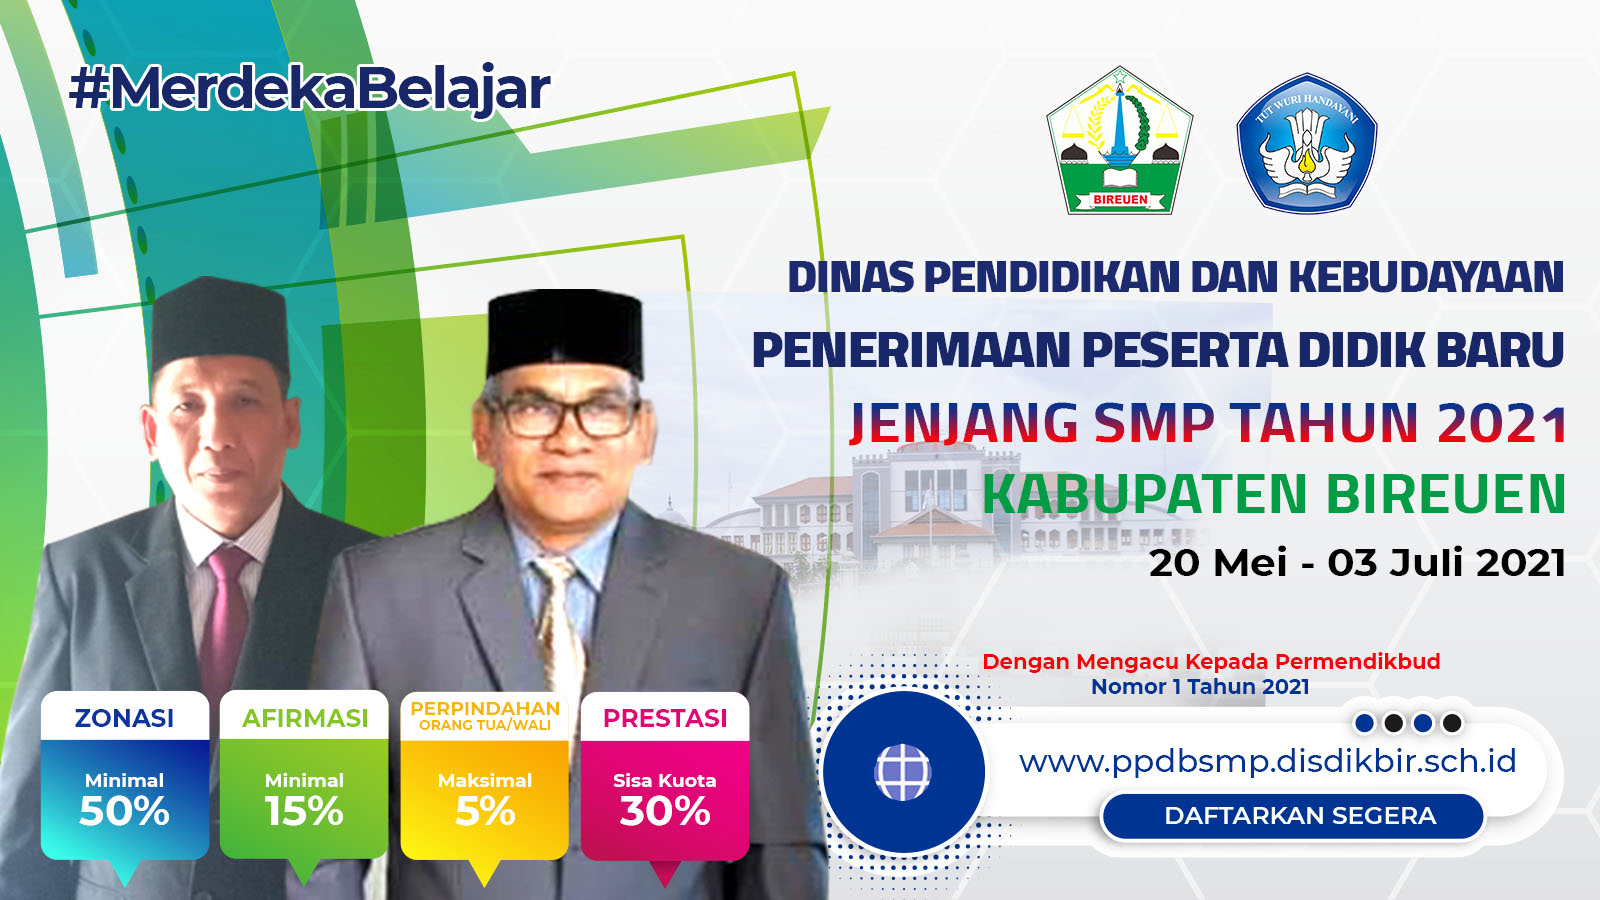 #MerdekaBelajar
BIREUEN
TUT WURI HANDAYANI
DINAS PENDIDIKAN DAN KEBUDAYAAN
PENERIMAAN PESERTA DIDIK BARU
JENJANG SMP TAHUN 2021
KABUPATEN BIREUEN
20 Mei - 03 Juli 2021
Dengan Mengacu Kepada Permendikbud
Nomor 1 Tahun 2021
www.ppdbsmp.disdikbir.sch.id
DAFTARKAN SEGERA
ZONASI
Minimal
50%
AFIRMASI
Minimal
15%
PERPINDAHAN
ORANG TUA/WALI
Maksimal
5%
PRESTASI
Sisa Kuota
30%